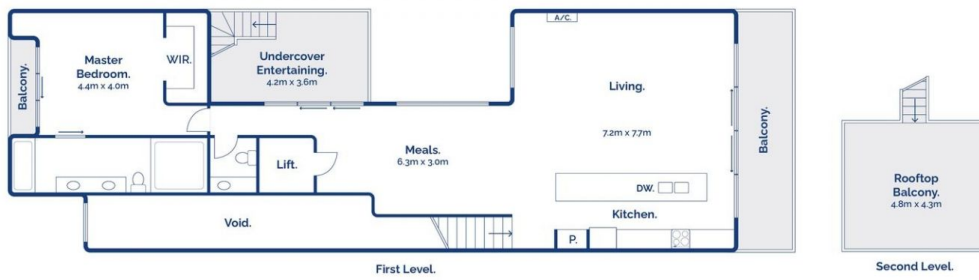 A/C.
Master
Bedroom.
4.4m x 4.0m
WIR.
Undercover
Entertaining.
4.2m x 3.6m
Balcony.
Living.
7.2m x 7.7m
Balcony.
Meals.
6.3m x 3.0m
Lift.
DW.
Kitchen.
Void.
P.
First Level.
Rooftop
Balcony.
4.8m x 4.3m
Second Level.